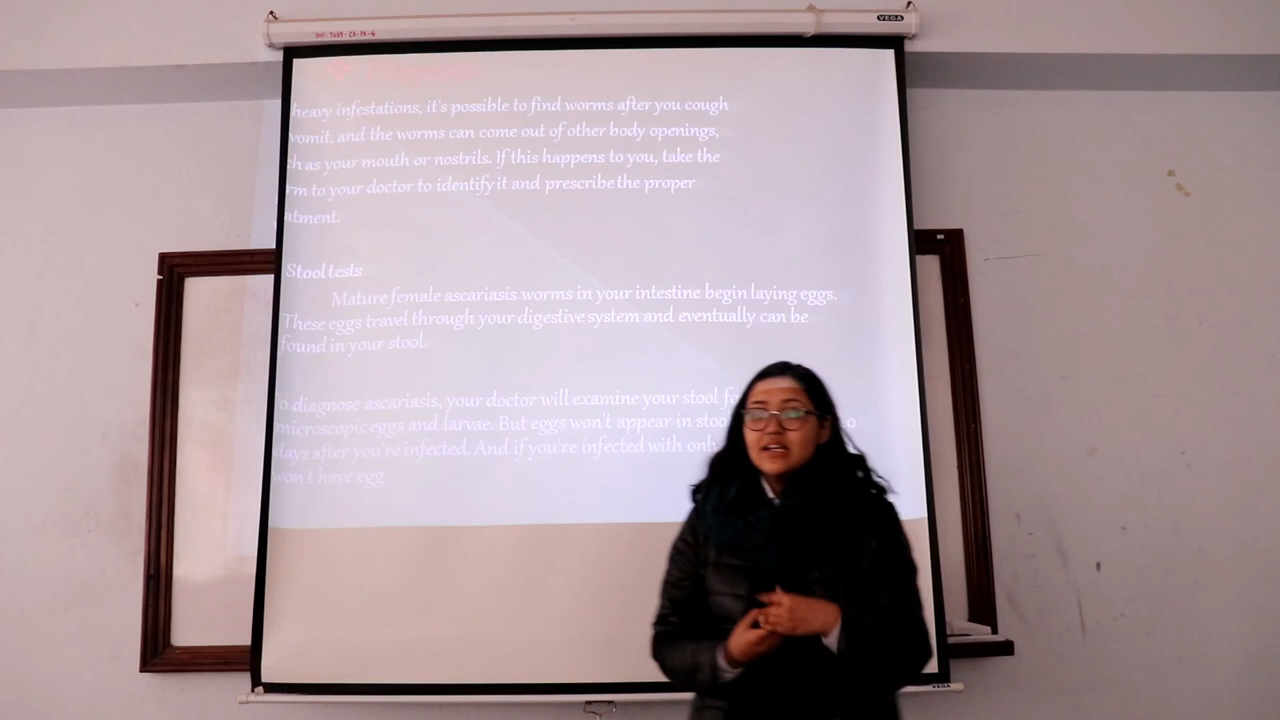 VEGA
heavy infestations, it's possible to find worms after you cough
vomit, and the worms can come out of other body openings,
ch as your mouth or nostrils. If this happens to you, take the
rm to your doctor to identify it and prescribe the proper
atment.
Stool tests
Mature female ascariasis worms in your intestine begin laying eggs.
These eggs travel through your digestive system and eventually can be
found in your stool.
o diagnose ascariasis, your doctor will examine your stool fo
microscopic eggs and larvae. But eggs won't appear in stoo o
days after you're infected. And if you're infected with only
won't have egg
VEGA